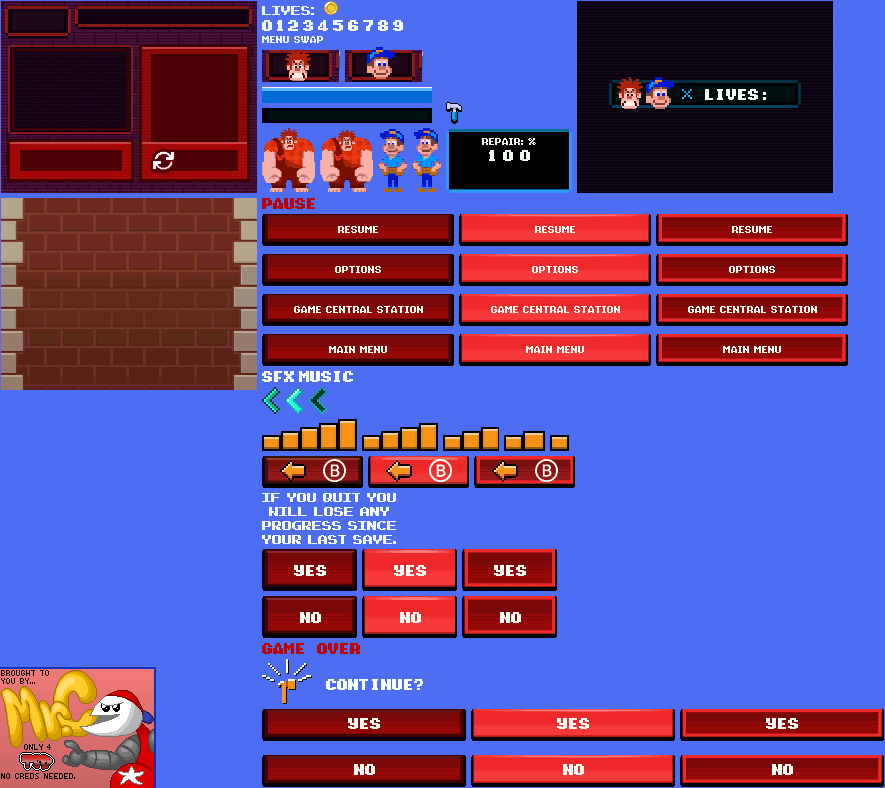 LIVES:
0123456789
MENU SWAP
REPAIR: %
100
X LIVES:
PAUSE
RESUME RESUME RESUME
OPTIONS OPTIONS OPTIONS
GAME CENTRAL STATION GAME CENTRAL STATION GAME CENTRAL STATION
MAIN MENU MAIN MENU MAIN MENU
SFX MUSIC
B B B
IF YOU QUIT YOU
WILL LOSE ANY
PROGRESS SINCE
YOUR LAST SAVE.
YES YES YES
NO NO NO
GAME OVER
CONTINUE?
YES YES YES
NO NO NO
BROUGHT TO
YOU BY...
Mr. C
ONLY 4
NO CREDS NEEDED.